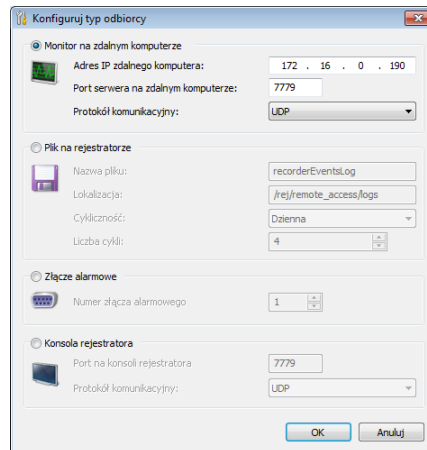 Konfiguruj typ odbiorcy
Monitor na zdalnym komputerze
Adres IP zdalnego komputera: 172 . 16 . 0 . 190
Port serwera na zdalnym komputerze: 7779
Protokół komunikacyjny: UDP
Plik na rejestratorze
Nazwa pliku: recorderEventsLog
Lokalizacja: /rej/remote_access/logs
Cykliczność: Dzienna
Liczba cykli: 4
Złącze alarmowe
Numer złącza alarmowego 1
Konsola rejestratora
Port na konsoli rejestratora 7779
Protokół komunikacyjny: UDP
OK Anuluj